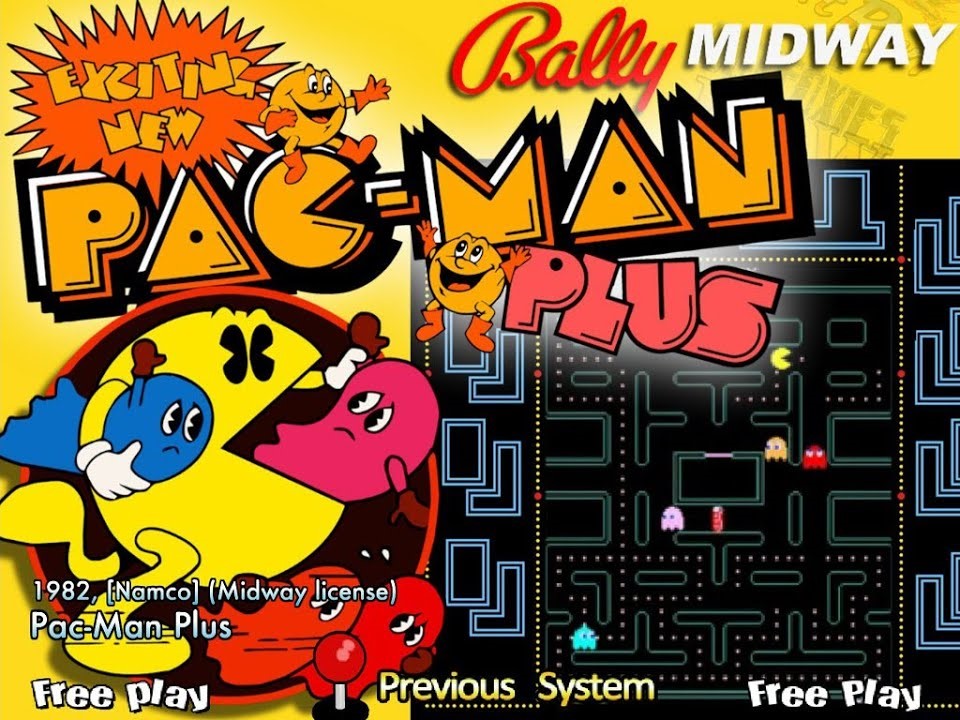 EXCITING
NEW
Bally MIDWAY
PAC-MAN
PLUS
1982, [Namco] (Midway license)
Pac-Man Plus
Free play
Previous System
Free Play